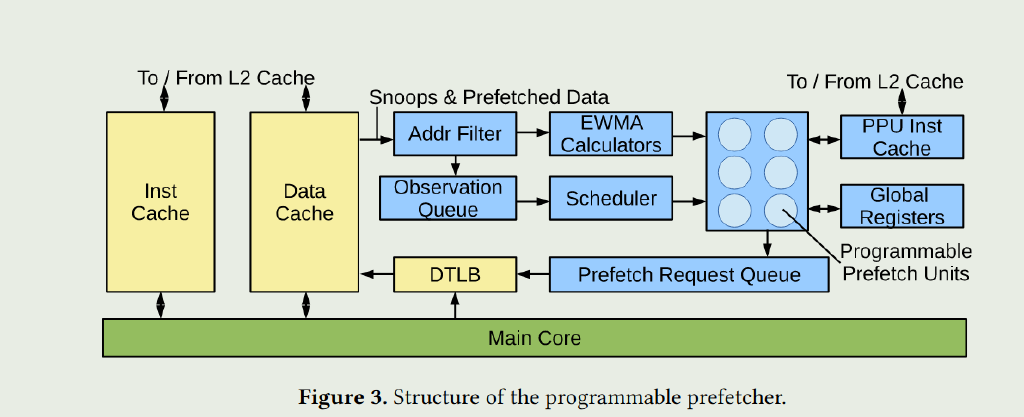 To / From L2 Cache
To / From L2 Cache
Snoops & Prefetched Data
Addr Filter
EWMA
Calculators
PPU Inst
Cache
Inst
Cache
Data
Cache
Observation
Queue
Scheduler
Global
Registers
Programmable
Prefetch Units
DTLB
Prefetch Request Queue
Main Core
Figure 3. Structure of the programmable prefetcher.